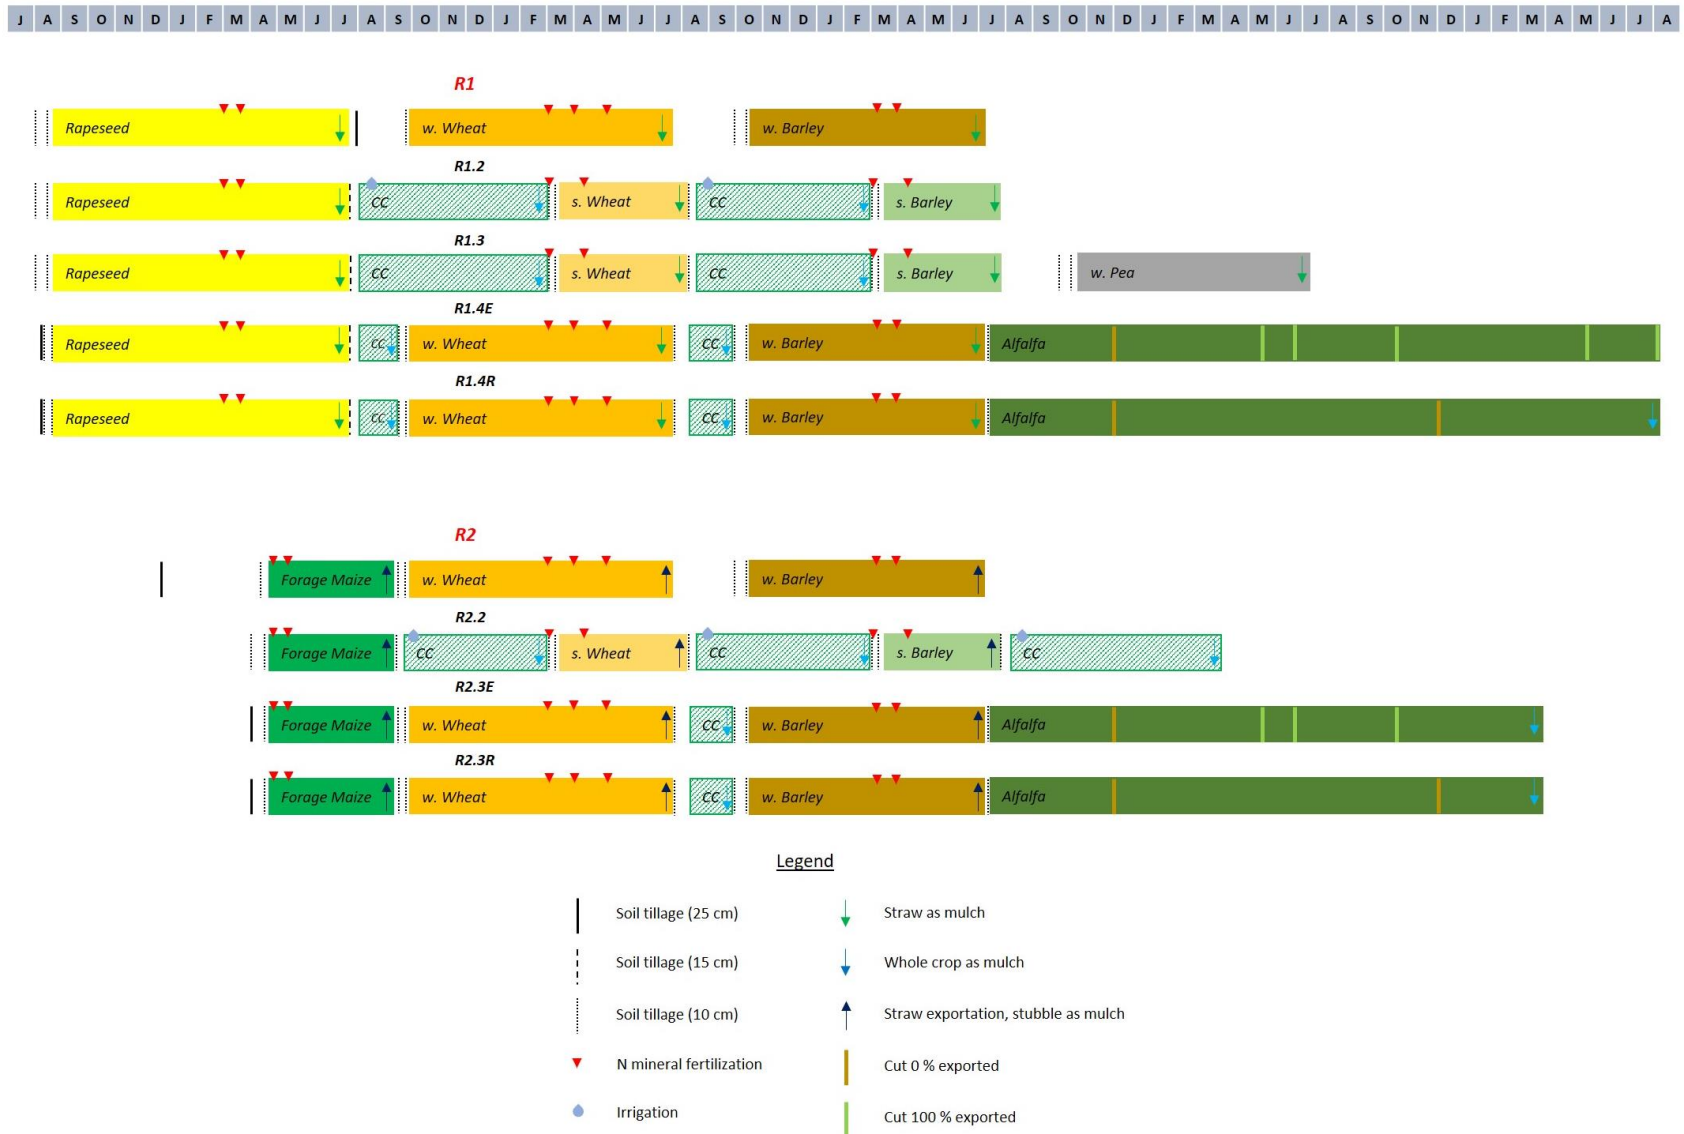 J A S O N D J F M A M J J A S O N D J F M A M J J A S O N D J F M A M J J A S O N D J F M A M J J A S O N D J F M A M J J A
R1
Rapeseed w. Wheat w. Barley
R1.2
Rapeseed CC s. Wheat CC s. Barley
R1.3
Rapeseed CC s. Wheat CC s. Barley w. Pea
R1.4E
Rapeseed CC w. Wheat CC w. Barley Alfalfa
R1.4R
Rapeseed CC w. Wheat CC w. Barley Alfalfa
R2
Forage Maize w. Wheat w. Barley
R2.2
Forage Maize CC s. Wheat CC s. Barley CC
R2.3E
Forage Maize w. Wheat CC w. Barley Alfalfa
R2.3R
Forage Maize w. Wheat CC w. Barley Alfalfa
Legend
Soil tillage (25 cm) Straw as mulch
Soil tillage (15 cm) Whole crop as mulch
Soil tillage (10 cm) Straw exportation, stubble as mulch
N mineral fertilization Cut 0 % exported
Irrigation Cut 100 % exported